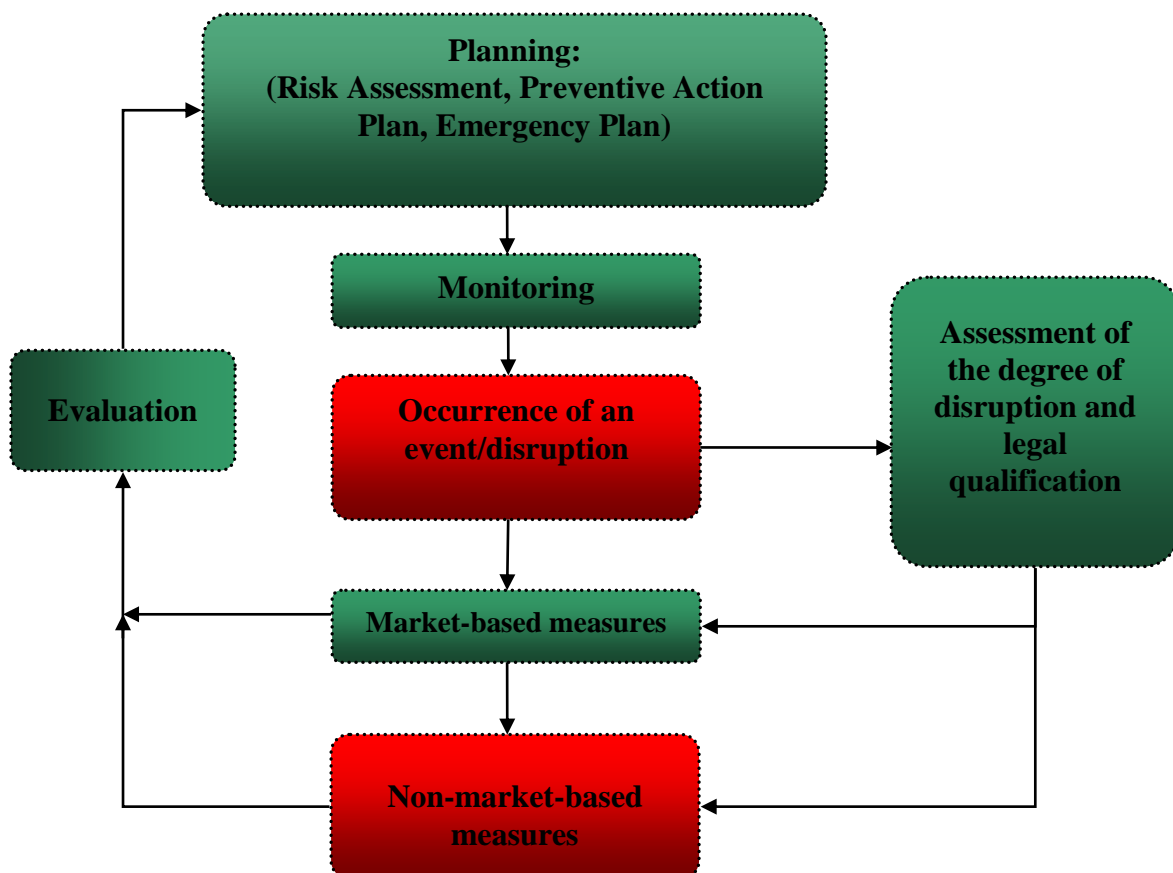 Planning:
(Risk Assessment, Preventive Action
Plan, Emergency Plan)
Monitoring
Assessment of
the degree of
disruption and
legal
qualification
Evaluation
Occurrence of an
event/disruption
Market-based measures
Non-market-based
measures